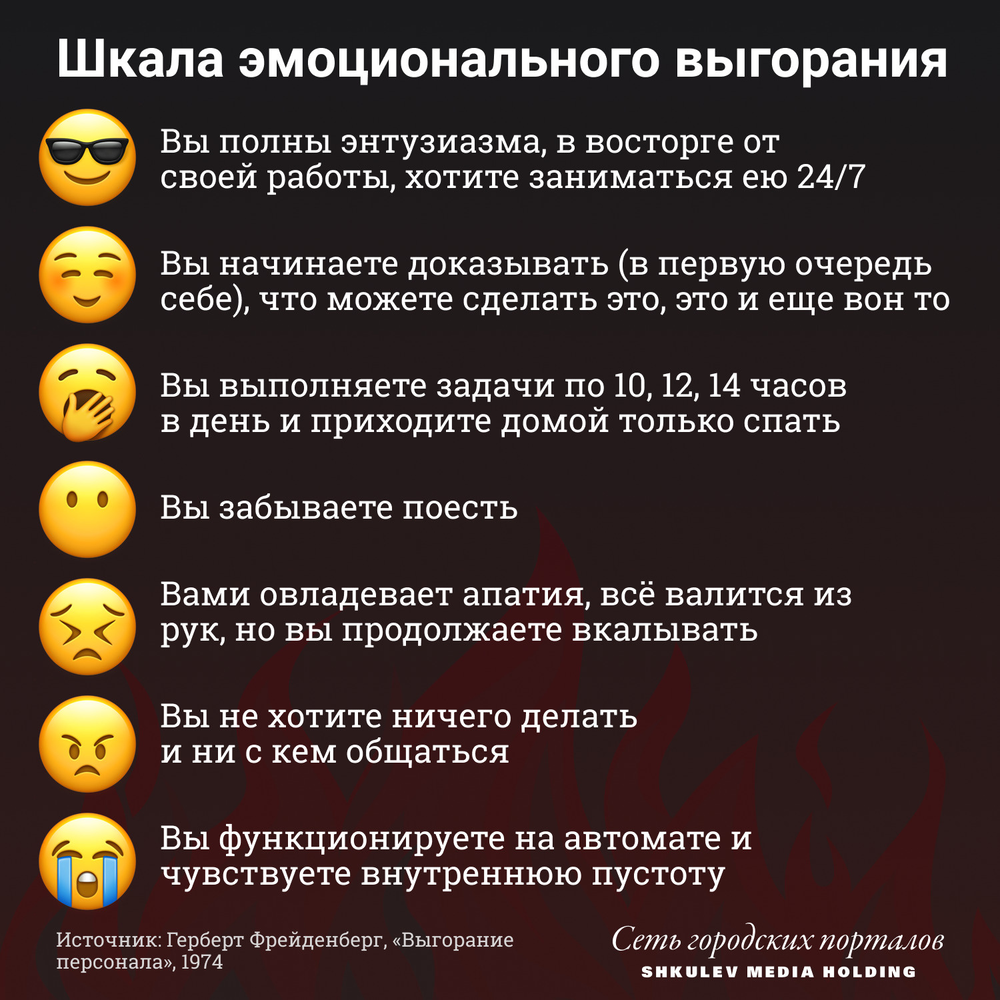 Шкала эмоционального выгорания
Вы полны энтузиазма, в восторге от
своей работы, хотите заниматься ею 24/7
Вы начинаете доказывать (в первую очередь
себе), что можете сделать это, это и еще вон то
Вы выполняете задачи по 10, 12, 14 часов
в день и приходите домой только спать
Вы забываете поесть
Вами овладевает апатия, всё валится из
рук, но вы продолжаете вкалывать
Вы не хотите ничего делать
и ни с кем общаться
Вы функционируете на автомате и
чувствуете внутреннюю пустоту
Источник: Герберт Фрейденберг, «Выгорание
персонала», 1974
Сеть городских порталов
SHKULEV MEDIA HOLDING